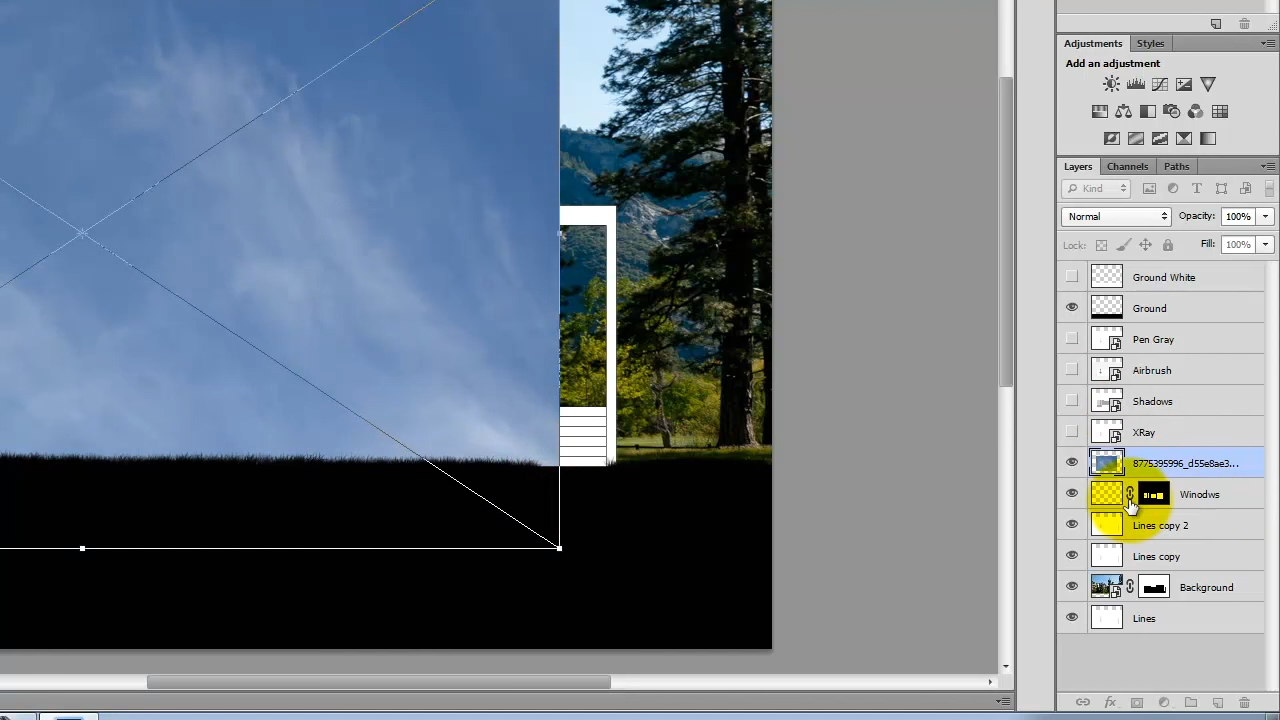 Adjustments Styles
Add an adjustment
Layers Channels Paths
Kind
Normal Opacity: 100%
Lock: Fill: 100%
Ground White
Ground
Pen Gray
Airbrush
Shadows
XRay
8775395996_d55e8ae3...
Winodws
Lines copy 2
Lines copy
Background
Lines